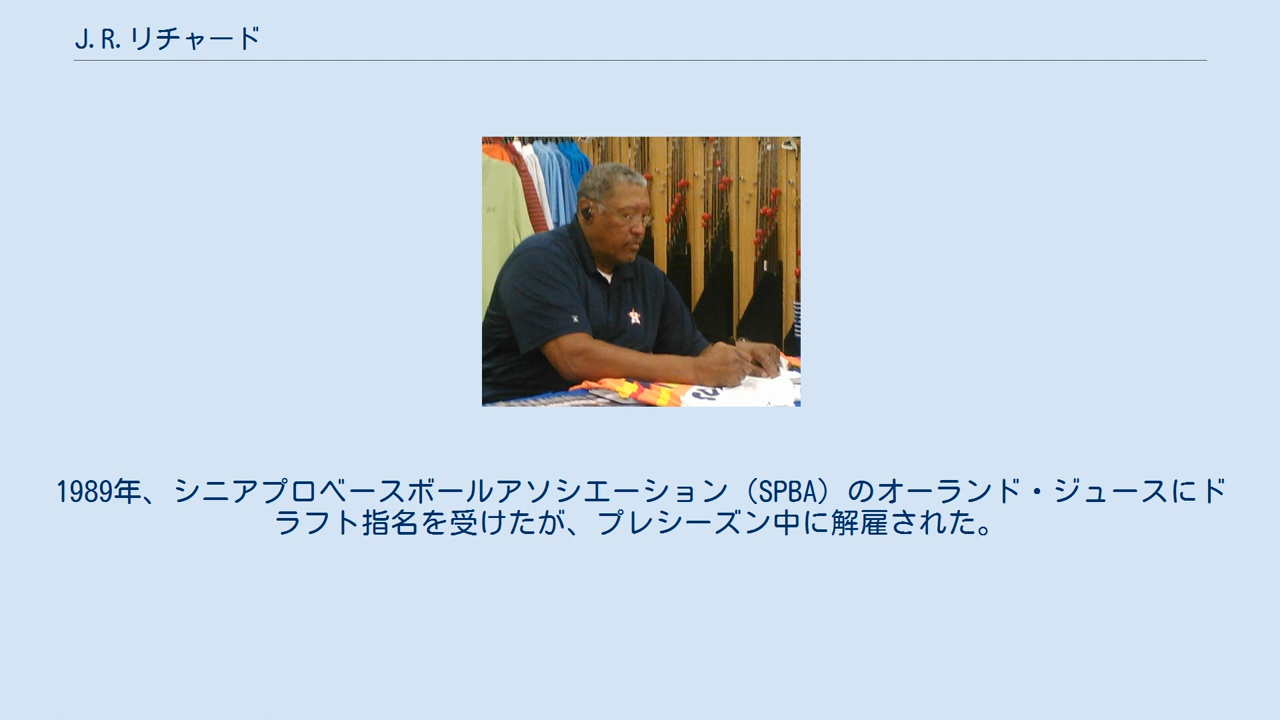 J.R.リチャード
1989年、シニアプロベースボールアソシエーション（SPBA）のオーランド・ジュースにド
ラフト指名を受けたが、プレシーズン中に解雇された。